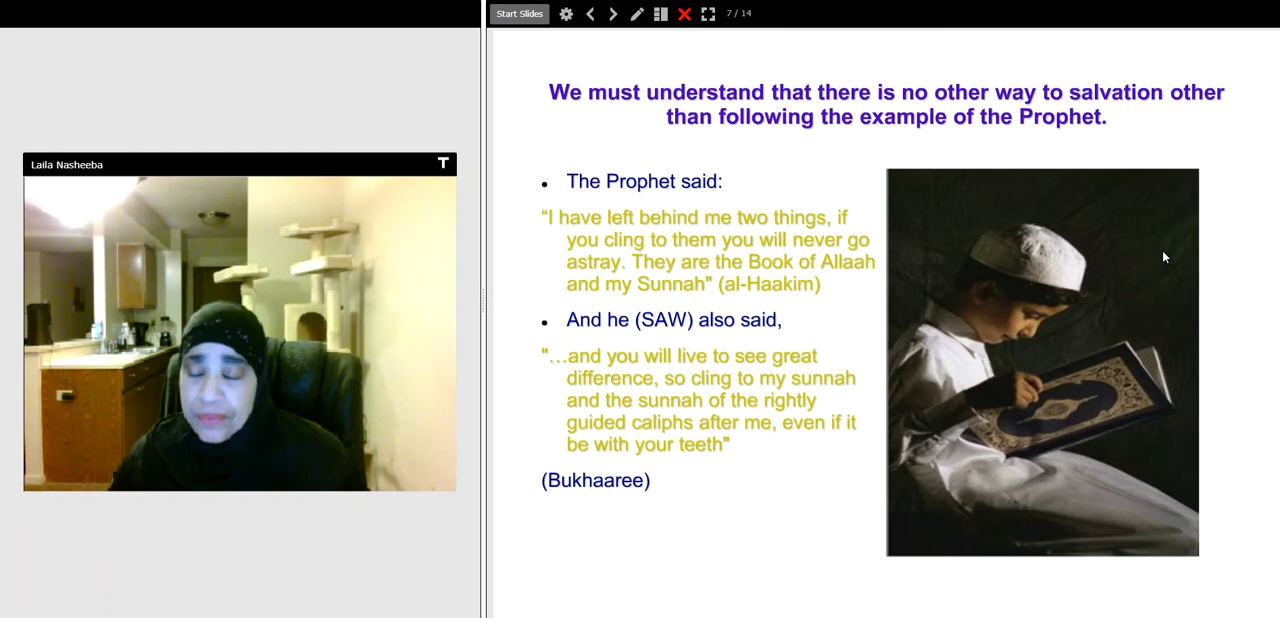 Start Slides
7 / 14
Laila Nasheeba
T
We must understand that there is no other way to salvation other
than following the example of the Prophet.
• The Prophet said:
“I have left behind me two things, if
you cling to them you will never go
astray. They are the Book of Allaah
and my Sunnah" (al-Haakim)
• And he (SAW) also said,
"…and you will live to see great
difference, so cling to my sunnah
and the sunnah of the rightly
guided caliphs after me, even if it
be with your teeth"
(Bukhaaree)